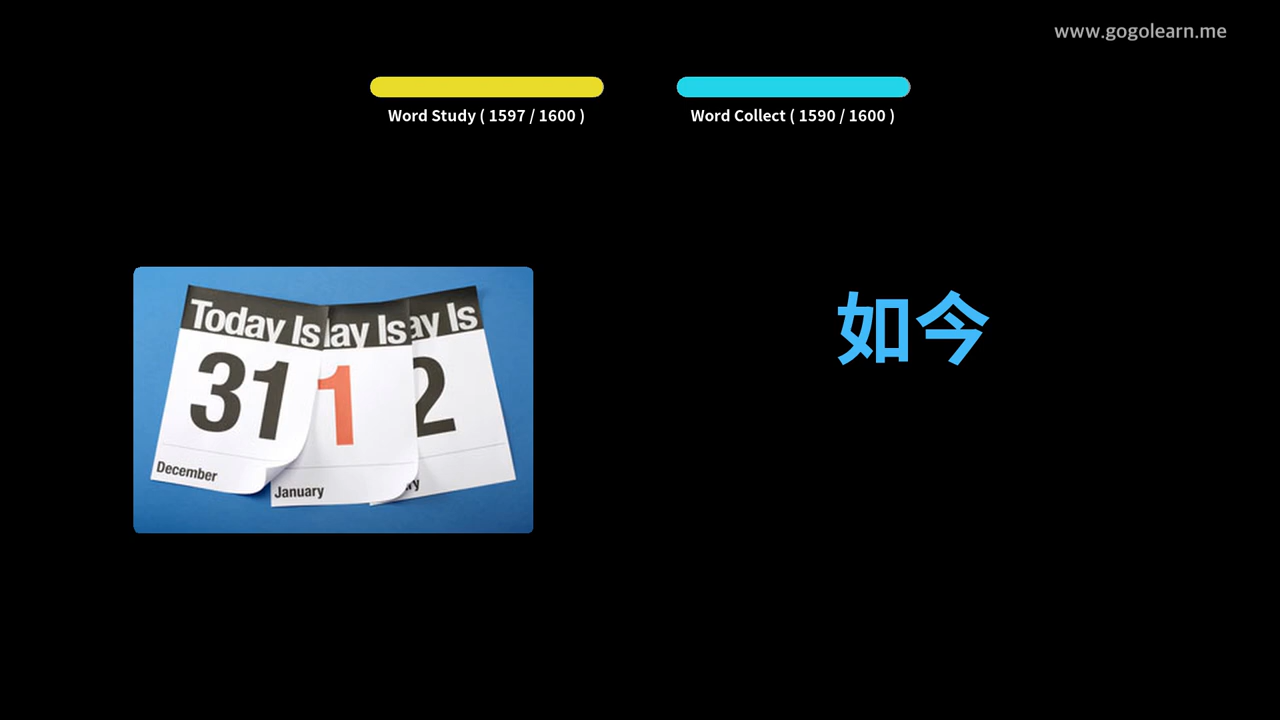 www.gogolearn.me
Word Study ( 1597 / 1600 )
Word Collect ( 1590 / 1600 )
Today Is
ay Is
ay Is
31
1
2
December
January
如今